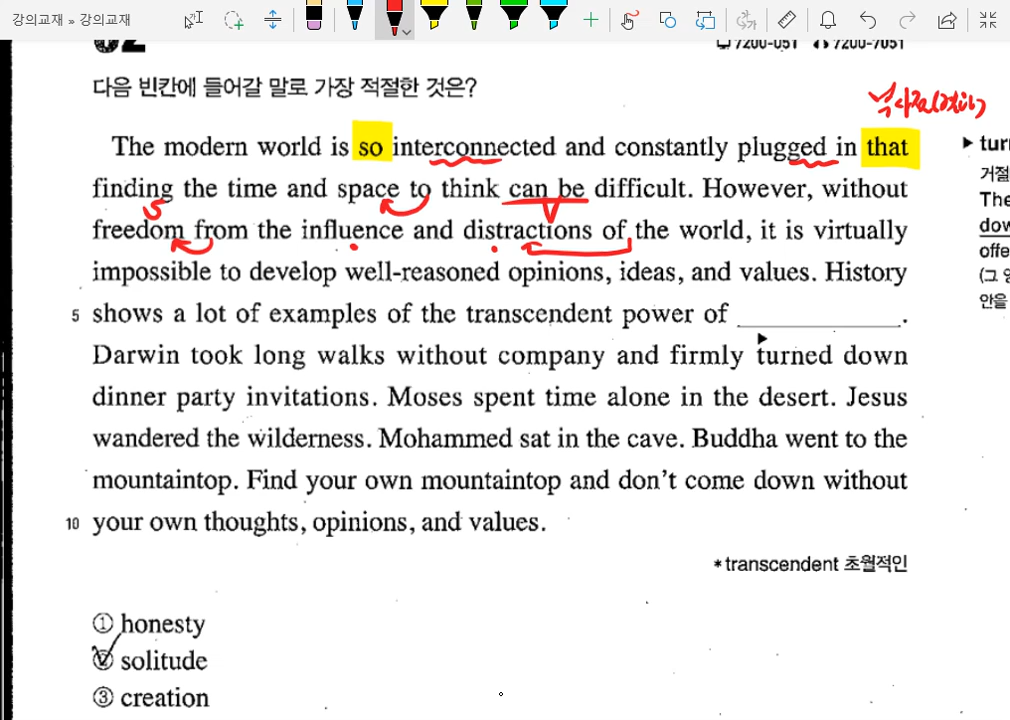 강의교재 » 강의교재
02
7200-051 7200-7051
다음 빈칸에 들어갈 말로 가장 적절한 것은?
The modern world is so interconnected and constantly plugged in that
finding the time and space to think can be difficult. However, without
freedom from the influence and distractions of the world, it is virtually
impossible to develop well-reasoned opinions, ideas, and values. History
5 shows a lot of examples of the transcendent power of ____________.
Darwin took long walks without company and firmly turned down
dinner party invitations. Moses spent time alone in the desert. Jesus
wandered the wilderness. Mohammed sat in the cave. Buddha went to the
mountaintop. Find your own mountaintop and don't come down without
10 your own thoughts, opinions, and values.
*transcendent 초월적인
① honesty
② solitude
③ creation
▶ tur
거절
The
dow
offe
(그
안을